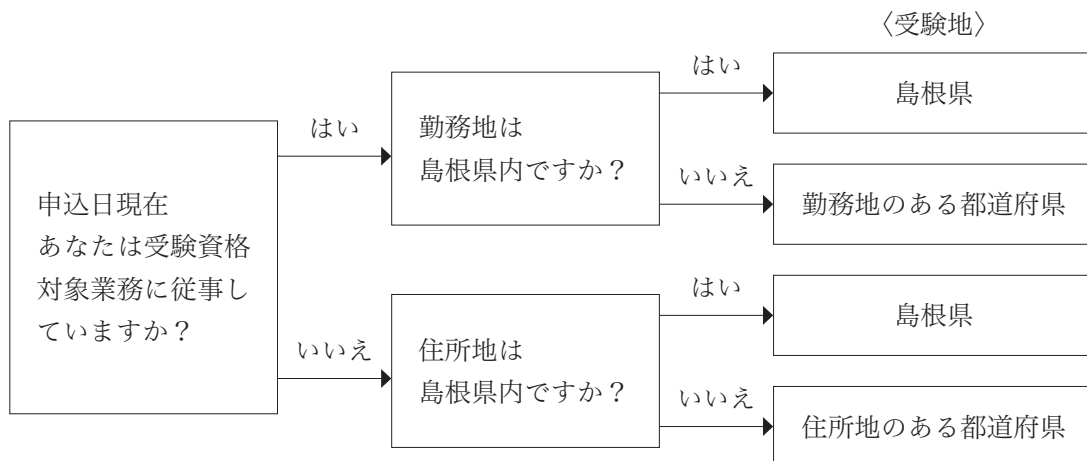 〈受験地〉
申込日現在
あなたは受験資格
対象業務に従事し
ていますか？
はい
勤務地は
島根県内ですか？
はい
島根県
いいえ
勤務地のある都道府県
いいえ
住所地は
島根県内ですか？
はい
島根県
いいえ
住所地のある都道府県